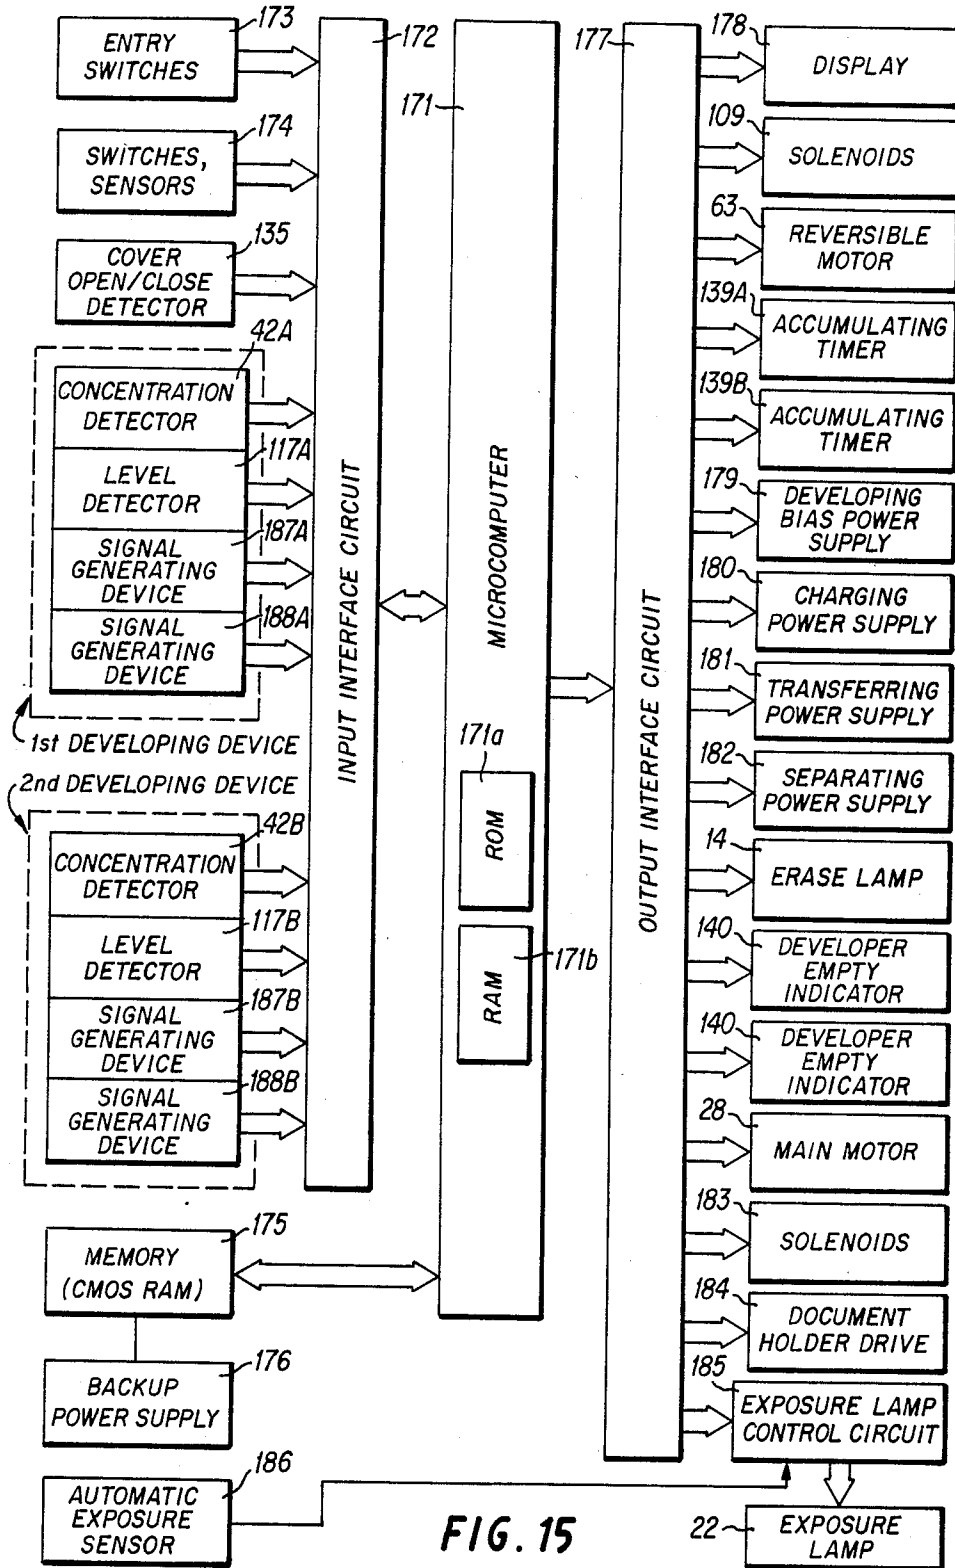 173
ENTRY
SWITCHES
174
SWITCHES,
SENSORS
135
COVER
OPEN/CLOSE
DETECTOR
42A
CONCENTRATION
DETECTOR
117A
LEVEL
DETECTOR
187A
SIGNAL
GENERATING
DEVICE
188A
SIGNAL
GENERATING
DEVICE
1st DEVELOPING DEVICE
2nd DEVELOPING DEVICE
42B
CONCENTRATION
DETECTOR
117B
LEVEL
DETECTOR
187B
SIGNAL
GENERATING
DEVICE
188B
SIGNAL
GENERATING
DEVICE
175
MEMORY
(CMOS RAM)
176
BACKUP
POWER SUPPLY
186
AUTOMATIC
EXPOSURE
SENSOR
172
INPUT INTERFACE CIRCUIT
171
MICROCOMPUTER
171a
ROM
RAM
171b
177
OUTPUT INTERFACE CIRCUIT
178
DISPLAY
109
SOLENOIDS
63
REVERSIBLE
MOTOR
139A
ACCUMULATING
TIMER
139B
ACCUMULATING
TIMER
179
DEVELOPING
BIAS POWER
SUPPLY
180
CHARGING
POWER SUPPLY
181
TRANSFERRING
POWER SUPPLY
182
SEPARATING
POWER SUPPLY
14
ERASE LAMP
140
DEVELOPER
EMPTY
INDICATOR
140
DEVELOPER
EMPTY
INDICATOR
28
MAIN MOTOR
183
SOLENOIDS
184
DOCUMENT
HOLDER DRIVE
185
EXPOSURE LAMP
CONTROL CIRCUIT
22
EXPOSURE
LAMP
FIG. 15